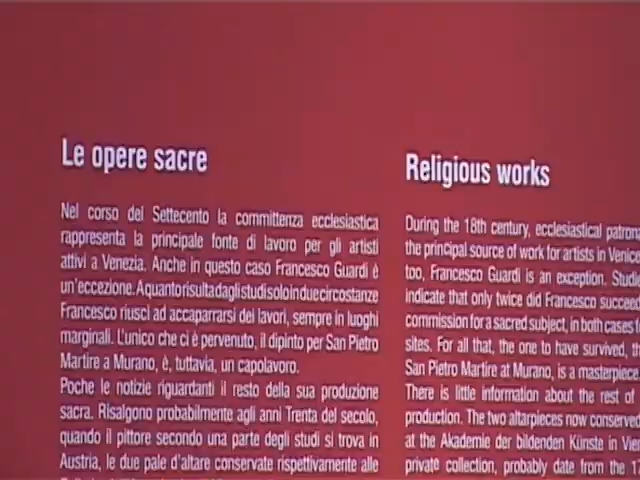 Le opere sacre
Nel corso del Settecento la committenza ecclesiastica
rappresenta la principale fonte di lavoro per gli artisti
attivi a Venezia. Anche in questo caso Francesco Guardi è
un'eccezione. A quanto risulta dagli studi solo in due circostanze
Francesco riuscì ad accaparrarsi dei lavori, sempre in luoghi
marginali. L'unico che ci è pervenuto, il dipinto per San Pietro
Martire a Murano, è, tuttavia, un capolavoro.
Poche le notizie riguardanti il resto della sua produzione
sacra. Risalgono probabilmente agli anni Trenta del secolo,
quando il pittore secondo una parte degli studi si trova in
Austria, le due pale d'altare conservate rispettivamente alle
Religious works
During the 18th century, ecclesiastical patrona
the principal source of work for artists in Venice
too, Francesco Guardi is an exception. Studi
indicate that only twice did Francesco succeed
commission for a sacred subject, in both cases
sites. For all that, the one to have survived, th
San Pietro Martire at Murano, is a masterpiece.
There is little information about the rest of
production. The two altarpieces now conserve
at the Akademie der bildenden Künste in Vien
private collection, probably date from the 17